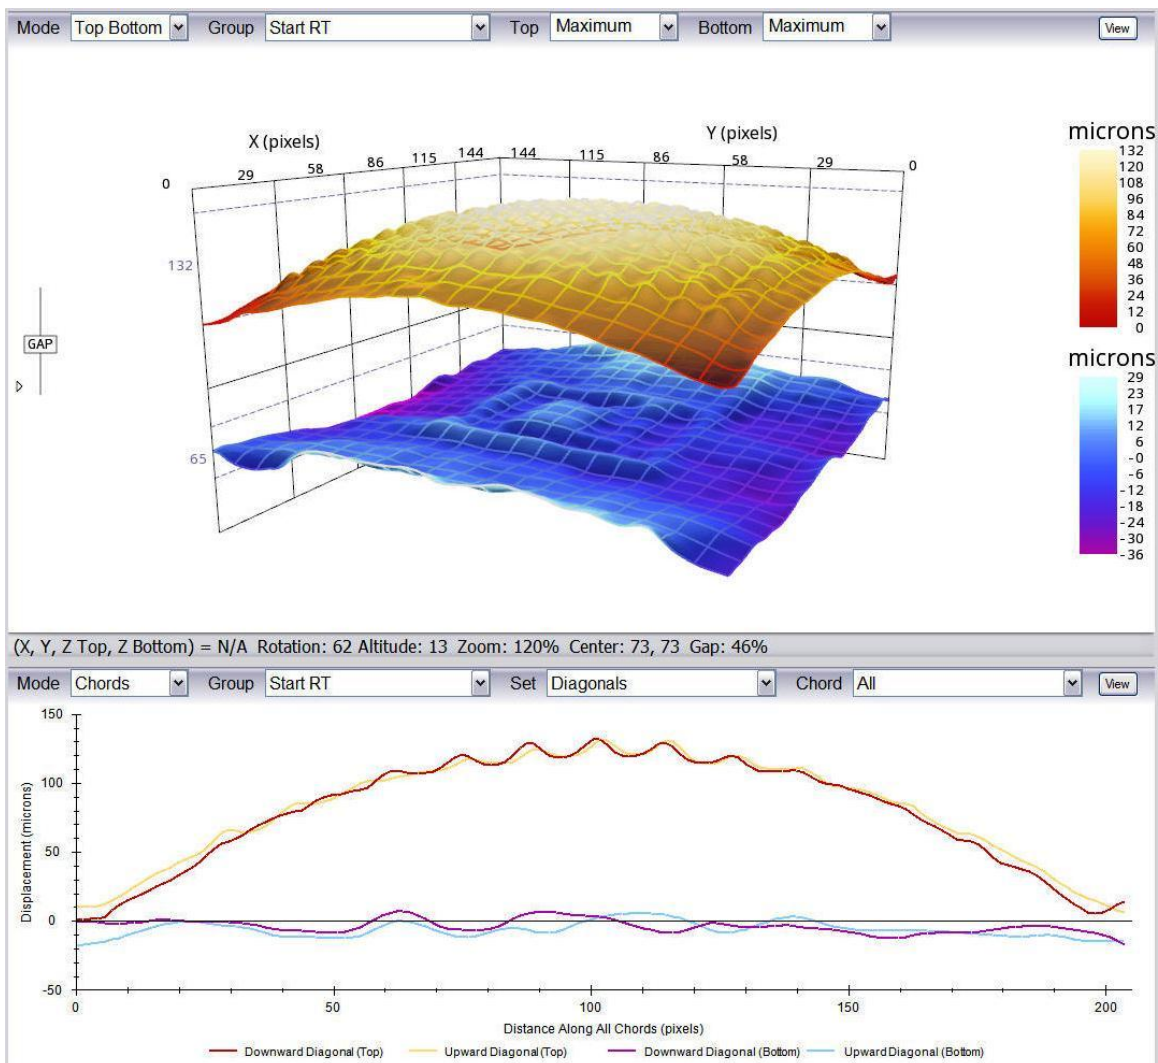 Mode Top Bottom Group Start RT Top Maximum Bottom Maximum View
X (pixels) Y (pixels)
0 29 58 86 115 144 144 115 86 58 29 0
132
65
GAP
microns
132
120
108
96
84
72
60
48
36
24
12
0
microns
29
23
17
12
6
-0
-6
-12
-18
-24
-30
-36
(X, Y, Z Top, Z Bottom) = N/A Rotation: 62 Altitude: 13 Zoom: 120% Center: 73, 73 Gap: 46%
Mode Chords Group Start RT Set Diagonals Chord All View
Displacement (microns)
150
100
50
0
-50
0 50 100 150 200
Distance Along All Chords (pixels)
Downward Diagonal (Top) Upward Diagonal (Top) Downward Diagonal (Bottom) Upward Diagonal (Bottom)